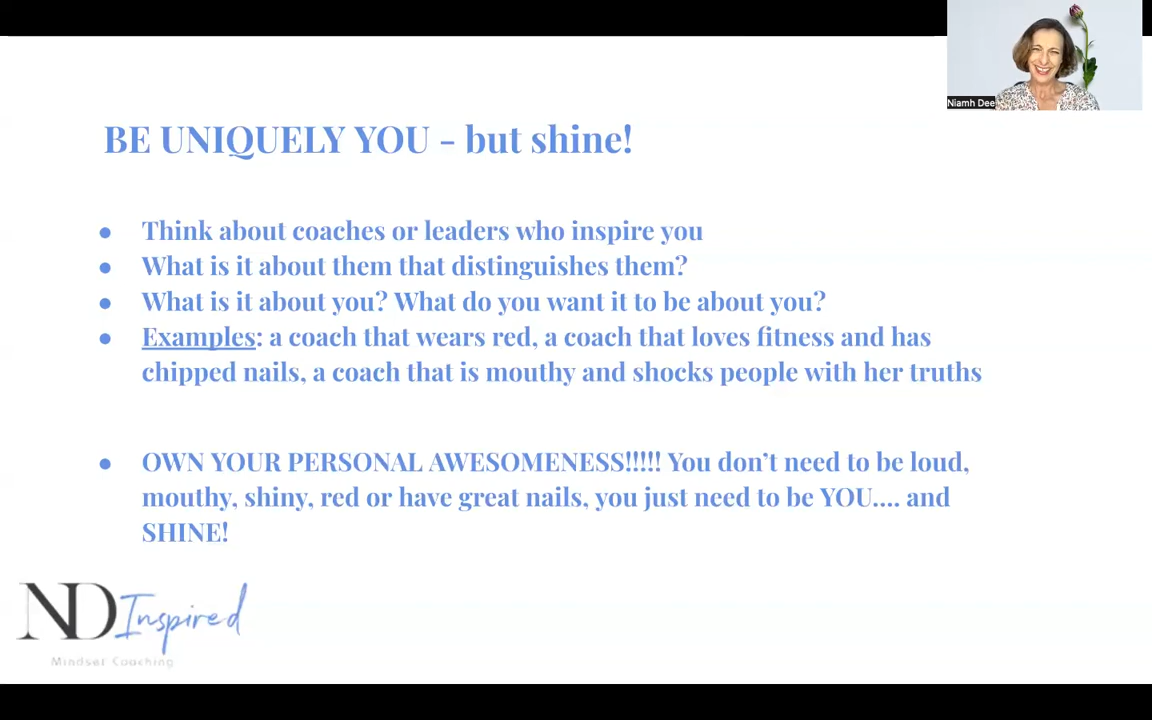 Niamh Dee
BE UNIQUELY YOU - but shine!
● Think about coaches or leaders who inspire you
● What is it about them that distinguishes them?
● What is it about you? What do you want it to be about you?
● Examples: a coach that wears red, a coach that loves fitness and has
chipped nails, a coach that is mouthy and shocks people with her truths
● OWN YOUR PERSONAL AWESOMENESS!!!!! You don't need to be loud,
mouthy, shiny, red or have great nails, you just need to be YOU.... and
SHINE!
ND Inspired
Mindset Coaching